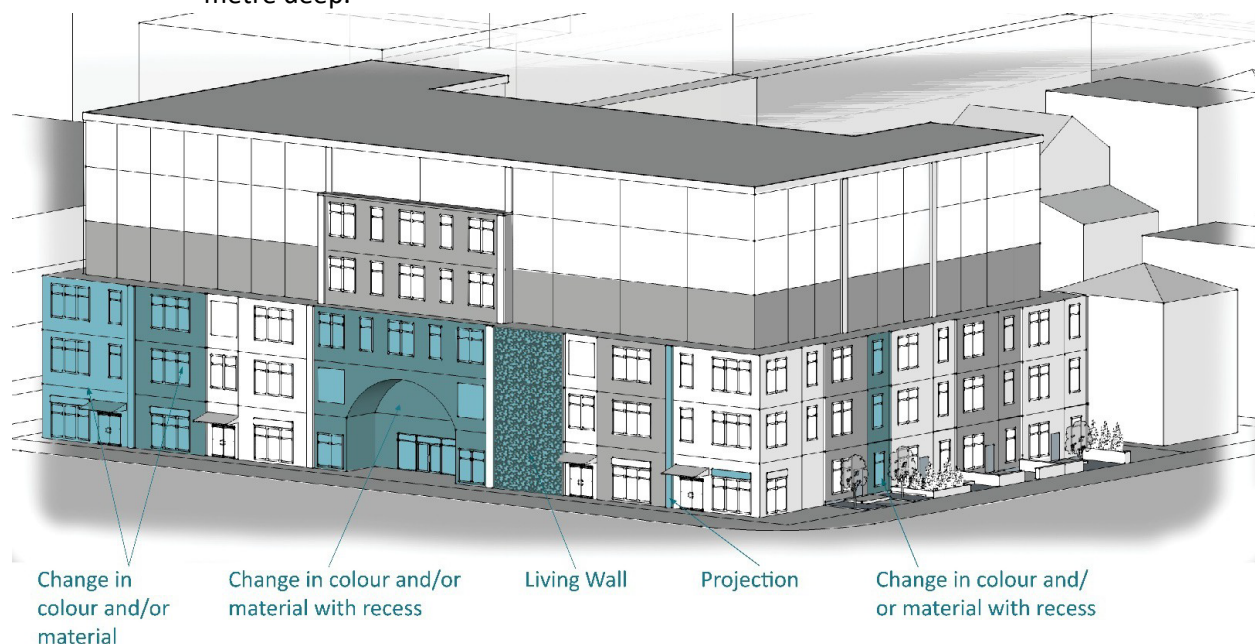 metre deep.
Change in
colour and/or
material
Change in colour and/or
material with recess
Living Wall
Projection
Change in colour and/
or material with recess